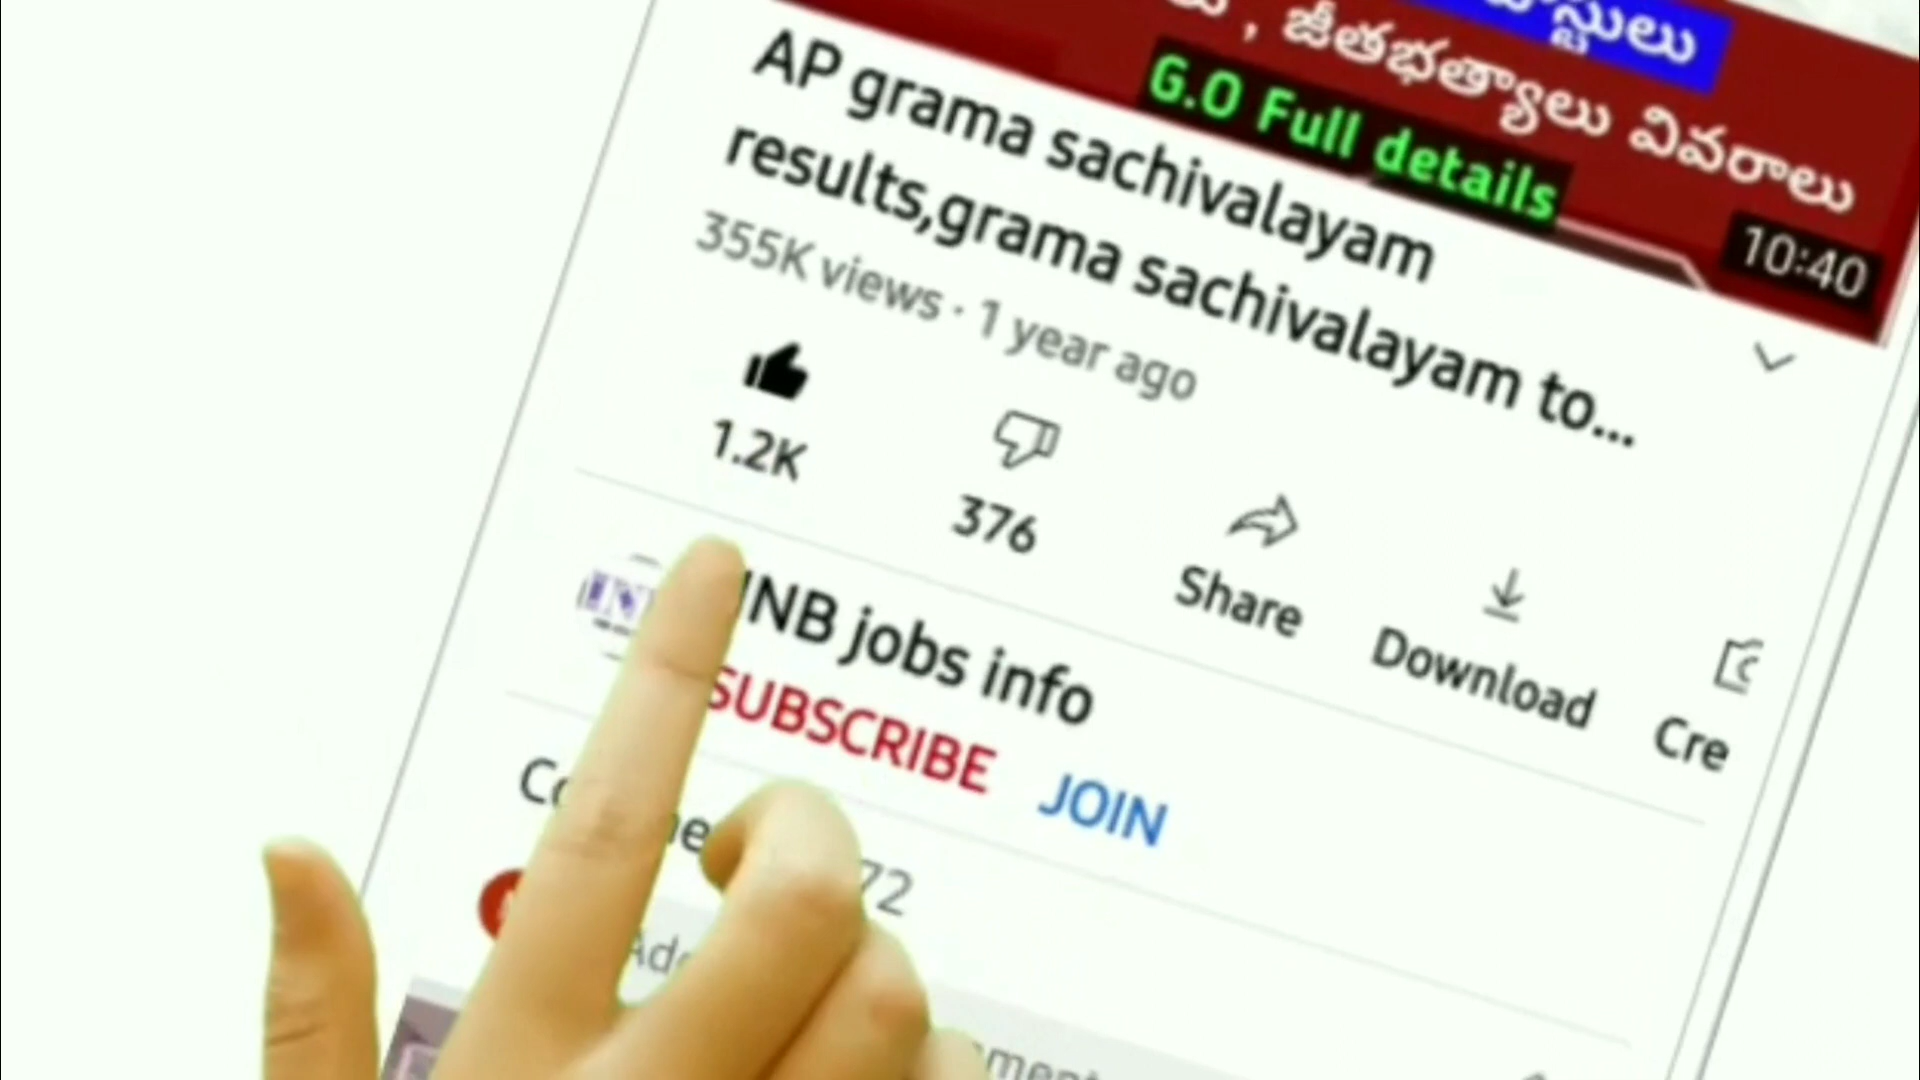 జీతభత్యాలు వివరాలు
G.O Full details
10:40
AP grama sachivalayam
results,grama sachivalayam to...
355K views · 1 year ago
1.2K
376
Share
Download
Cre
INB jobs info
SUBSCRIBE
JOIN
72